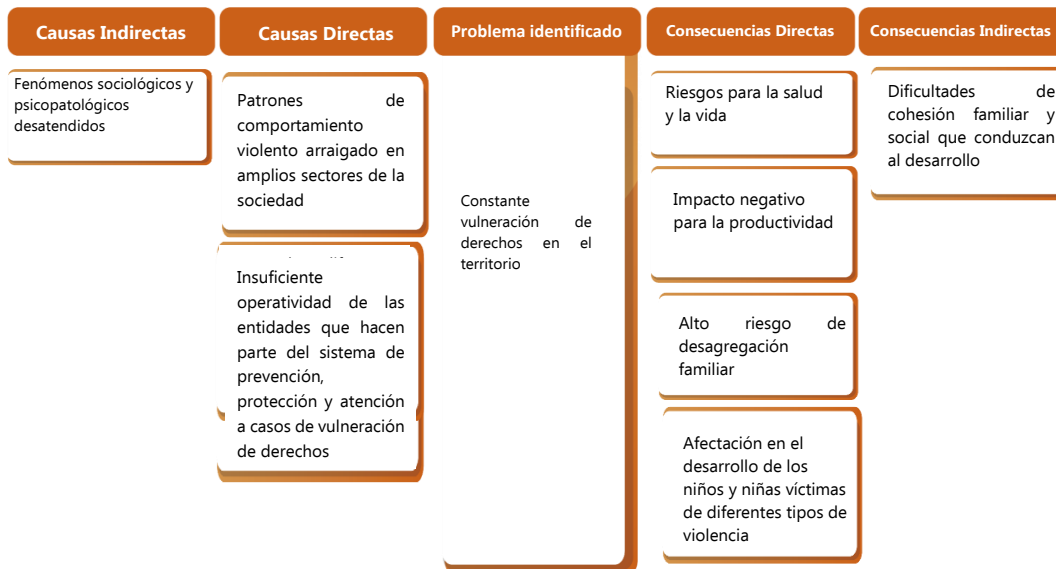 Causas Indirectas
Fenómenos sociológicos y
psicopatológicos
desatendidos
Causas Directas
Patrones de
comportamiento
violento arraigado en
amplios sectores de la
sociedad
Insuficiente
operatividad de las
entidades que hacen
parte del sistema de
prevención,
protección y atención
a casos de vulneración
de derechos
Problema identificado
Constante
vulneración de
derechos en el
territorio
Consecuencias Directas
Riesgos para la salud
y la vida
Impacto negativo
para la productividad
Alto riesgo de
desagregación
familiar
Afectación en el
desarrollo de los
niños y niñas víctimas
de diferentes tipos de
violencia
Consecuencias Indirectas
Dificultades de
cohesión familiar y
social que conduzcan
al desarrollo